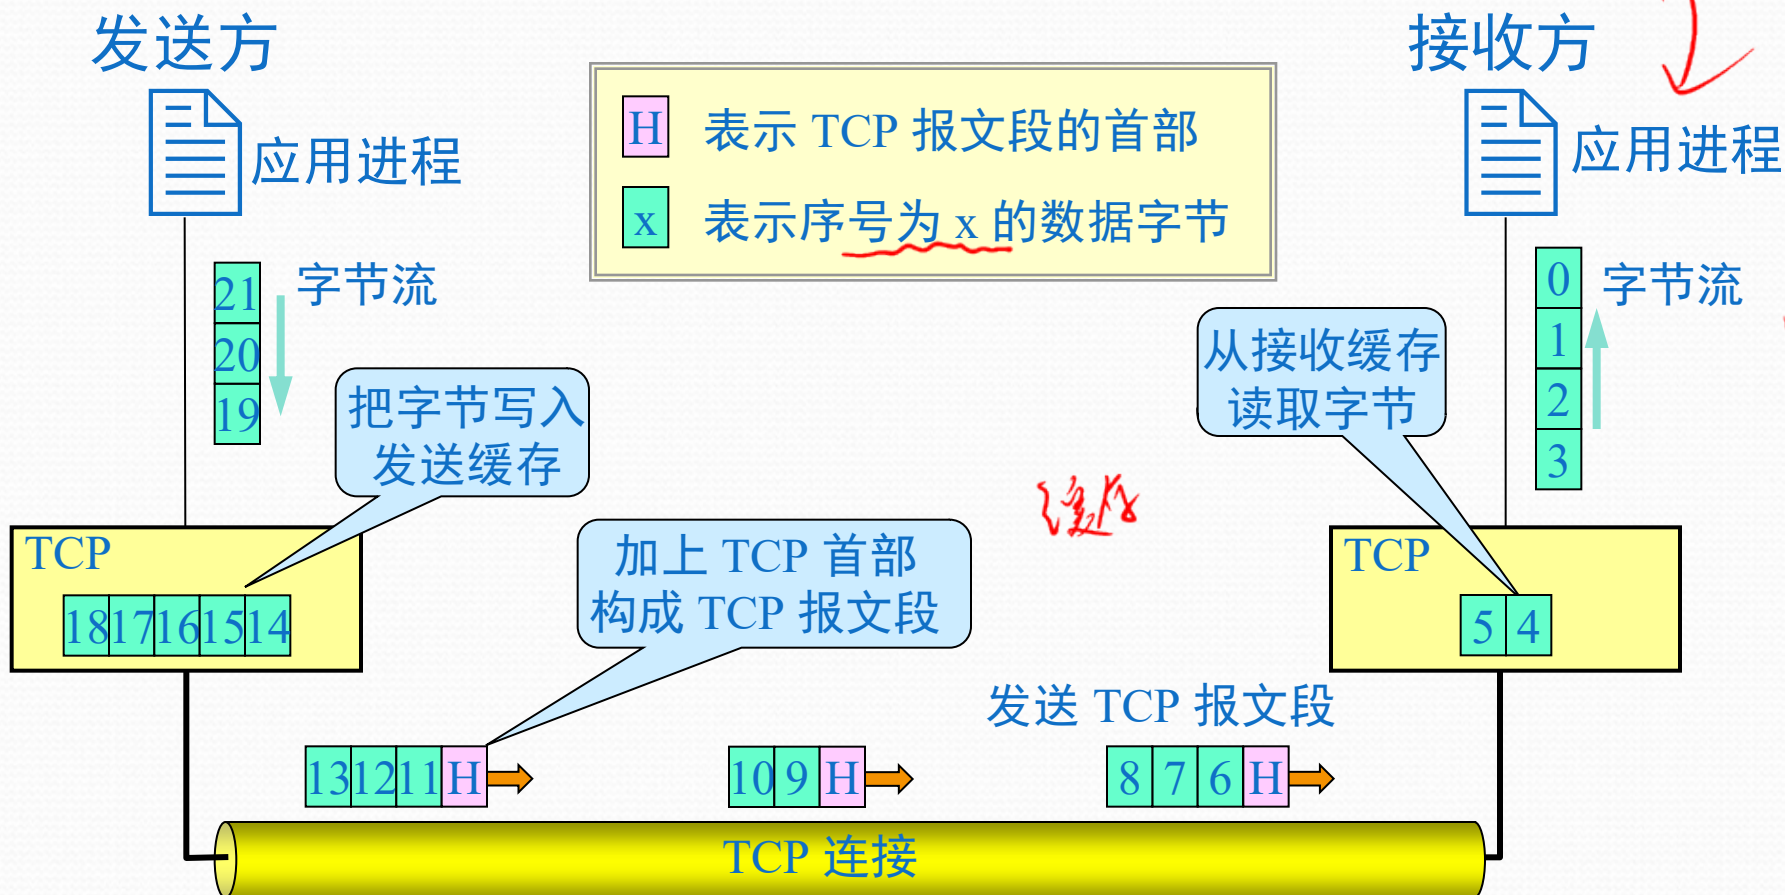 发送方
接收方
应用进程
应用进程
H 表示 TCP 报文段的首部
x 表示序号为 x 的数据字节
21
20
19
字节流
0
1
2
3
字节流
把字节写入
发送缓存
从接收缓存
读取字节
缓存
TCP
18 17 16 15 14
加上 TCP 首部
构成 TCP 报文段
TCP
5 4
发送 TCP 报文段
13 12 11 H
10 9 H
8 7 6 H
TCP 连接